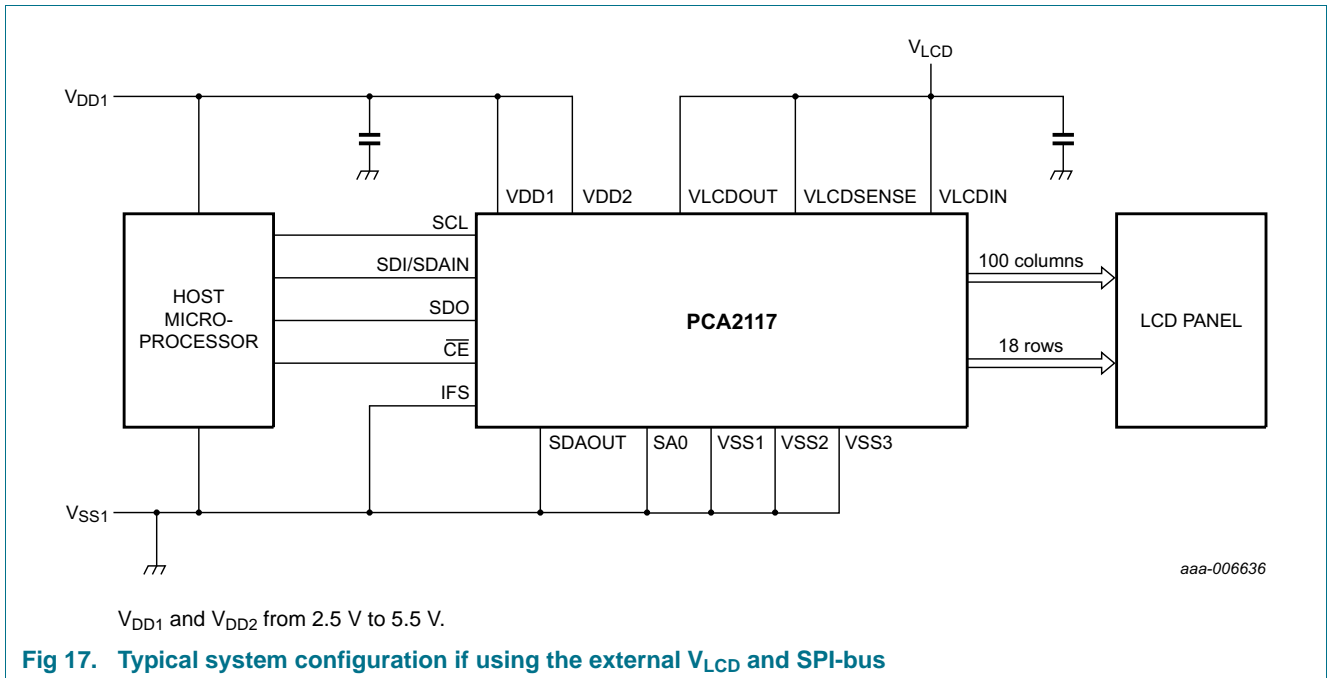 VLCD
VDD1
VDD1 VDD2 VLCDOUT VLCDSENSE VLCDIN
SCL
SDI/SDAIN
SDO
CE
IFS
HOST
MICRO-
PROCESSOR
PCA2117
100 columns
18 rows
LCD PANEL
SDAOUT SA0 VSS1 VSS2 VSS3
VSS1
aaa-006636
VDD1 and VDD2 from 2.5 V to 5.5 V.
Fig 17. Typical system configuration if using the external VLCD and SPI-bus